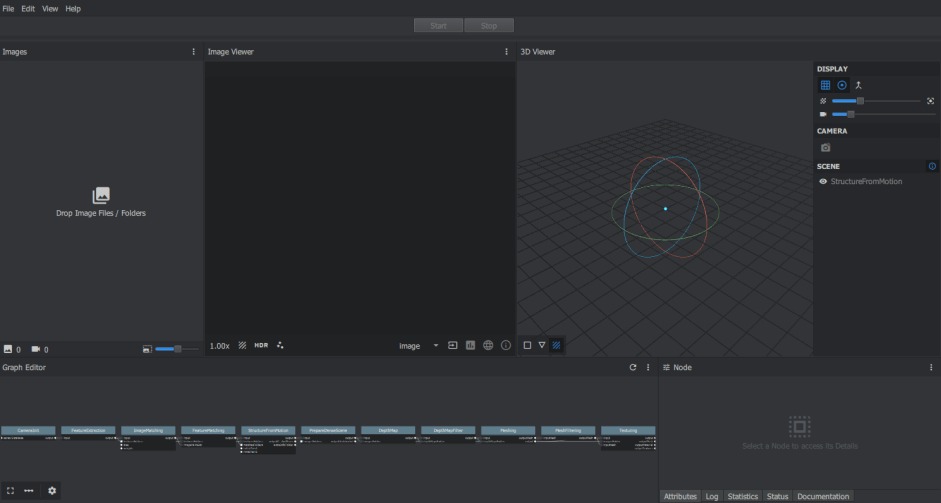 File Edit View Help
Start Stop
Images
Image Viewer
3D Viewer
Drop Image Files / Folders
0 0
1.00x HDR
image
DISPLAY
CAMERA
SCENE
StructureFromMotion
Graph Editor
CameraInit FeatureExtraction ImageMatching FeatureMatching StructureFromMotion PrepareDenseScene DepthMap DepthMapFilter Meshing MeshFiltering Texturing
Node
Select a Node to access its Details
Attributes Log Statistics Status Documentation